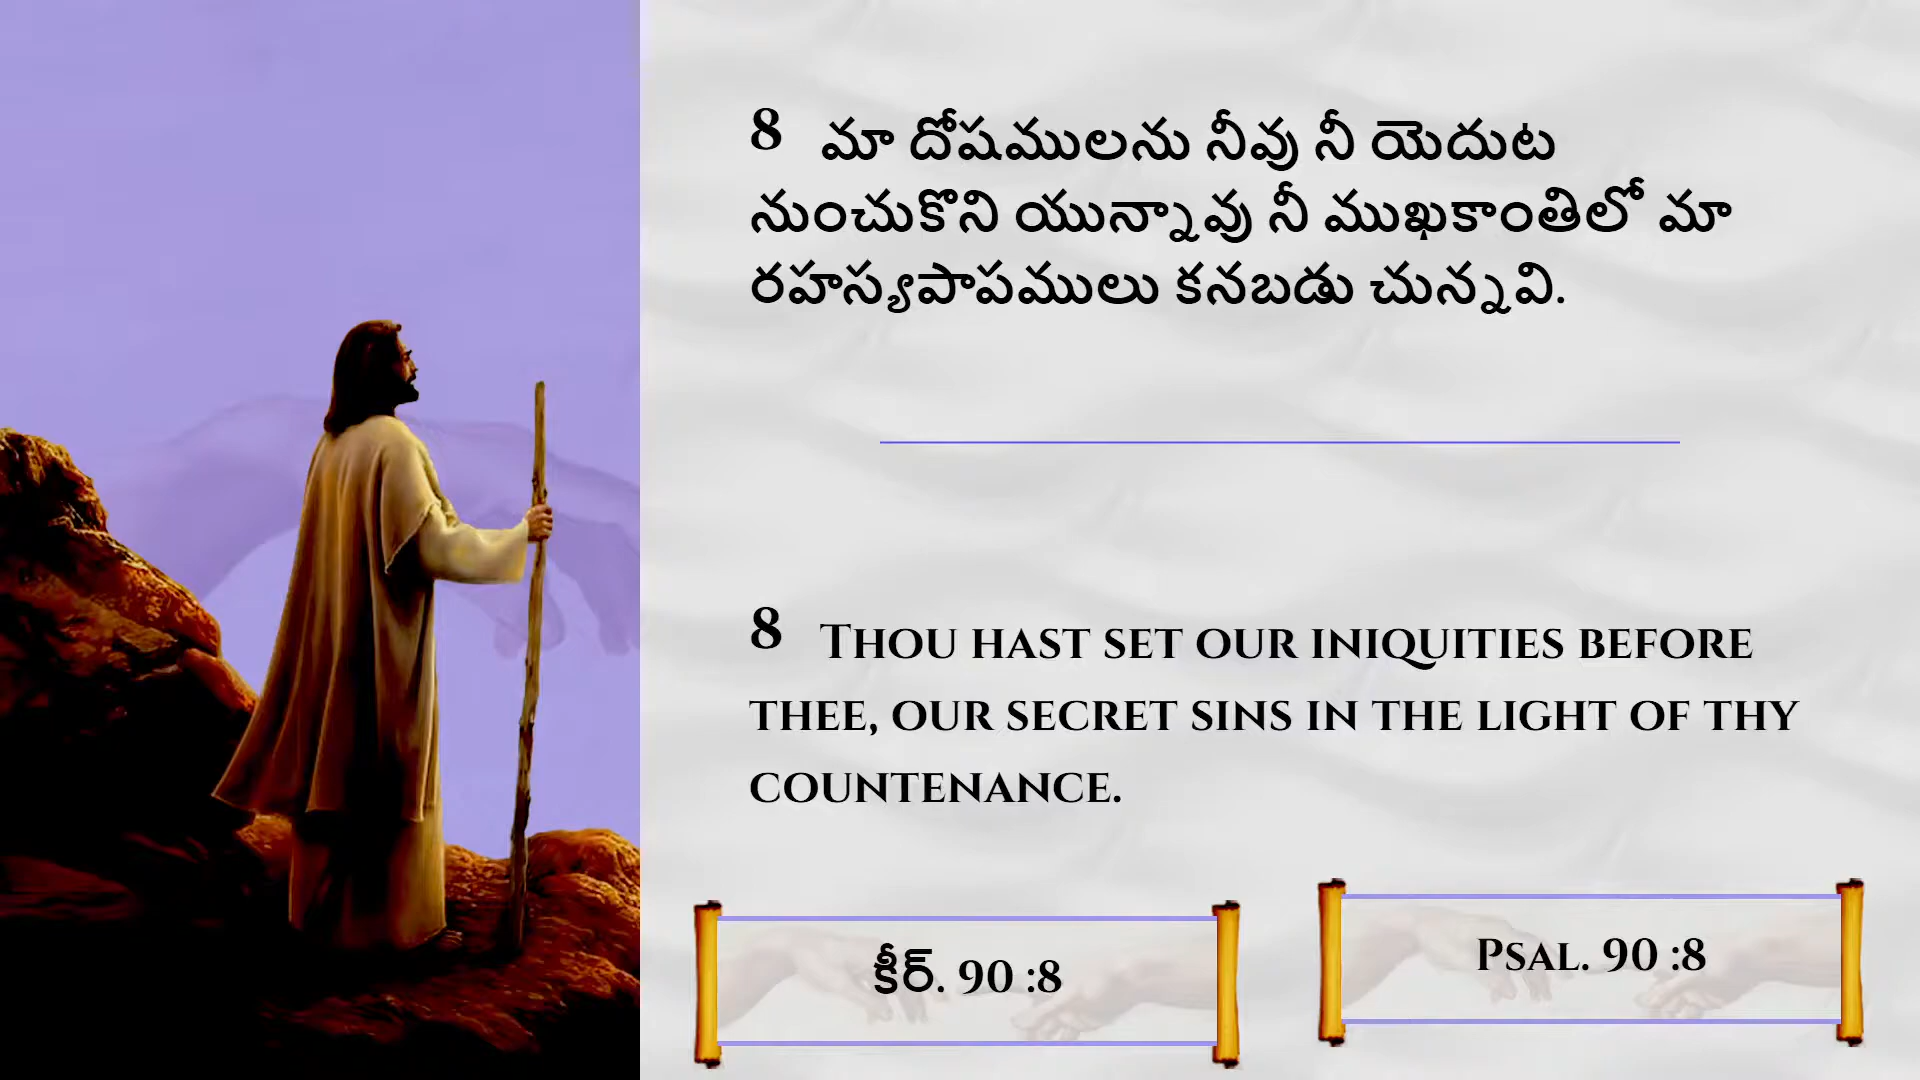 8 మా దోషములను నీవు నీ యెదుట
నుంచుకొని యున్నావు నీ ముఖకాంతిలో మా
రహస్యపాపములు కనబడు చున్నవి.
8 Thou hast set our iniquities before
thee, our secret sins in the light of thy
countenance.
కీర్. 90 :8
Psal. 90 :8